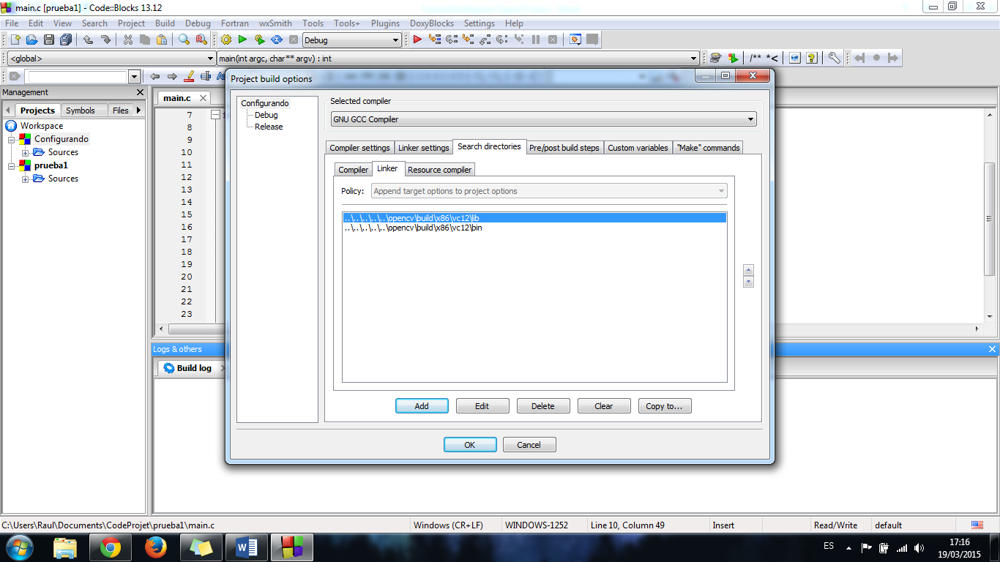 main.c [prueba1] - Code::Blocks 13.12
File Edit View Search Project Build Debug Fortran wxSmith Tools Tools+ Plugins DoxyBlocks Settings Help
Debug
<global> main(int argc, char** argv) : int /** *<
Project build options
Management
main.c
Projects Symbols Files
Workspace
Configurando
Sources
prueba1
Sources
7
8
9
10
11
12
13
14
15
16
17
18
19
20
21
22
23
Configurando
Debug
Release
Selected compiler
GNU GCC Compiler
Compiler settings Linker settings Search directories Pre/post build steps Custom variables "Make" commands
Compiler Linker Resource compiler
Policy: Append target options to project options
..\..\..\..\..\opencv\build\x86\vc12\lib
..\..\..\..\..\opencv\build\x86\vc12\bin
Add Edit Delete Clear Copy to...
OK Cancel
Logs & others
Build log
C:\Users\Raul\Documents\CodeProjet\prueba1\main.c Windows (CR+LF) WINDOWS-1252 Line 10, Column 49 Insert Read/Write default
ES 17:16
19/03/2015